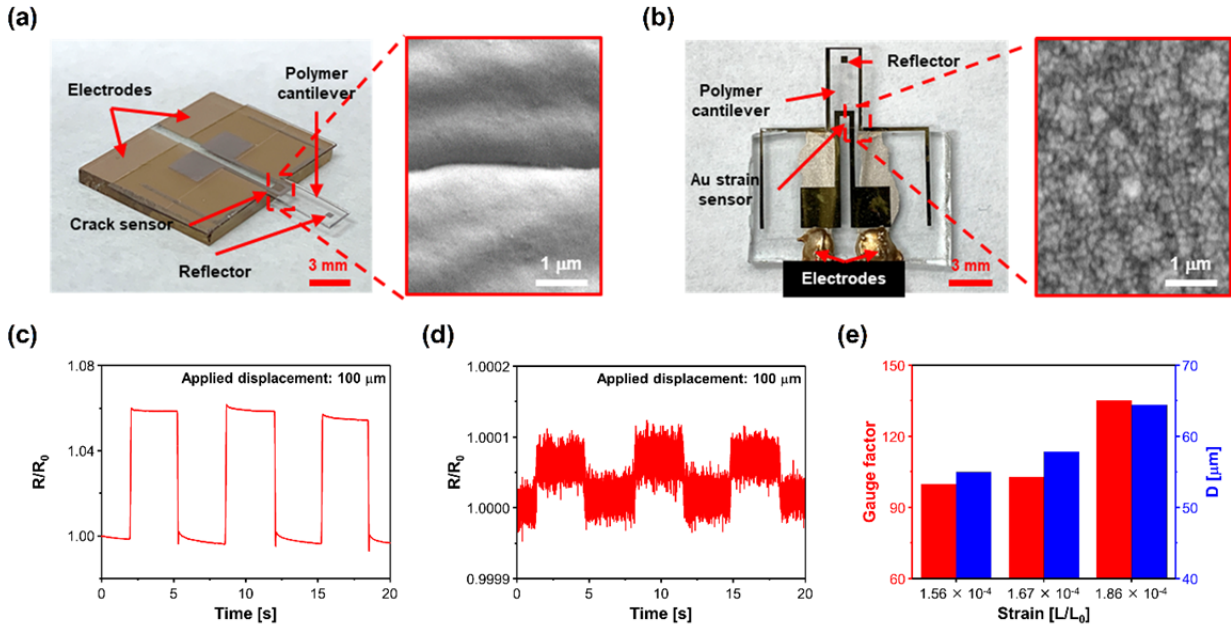 (a)
Electrodes
Polymer
cantilever
Crack sensor
Reflector
3 mm
1 μm
(b)
Reflector
Polymer
cantilever
Au strain
sensor
Electrodes
3 mm
1 μm
(c)
Applied displacement: 100 μm
R/R0
1.08
1.04
1.00
0 5 10 15 20
Time [s]
(d)
Applied displacement: 100 μm
R/R0
1.0002
1.0001
1.0000
0.9999
0 5 10 15 20
Time [s]
(e)
Gauge factor
150
120
90
60
D [μm]
70
60
50
40
1.56 × 10-4 1.67 × 10-4 1.86 × 10-4
Strain [L/L0]